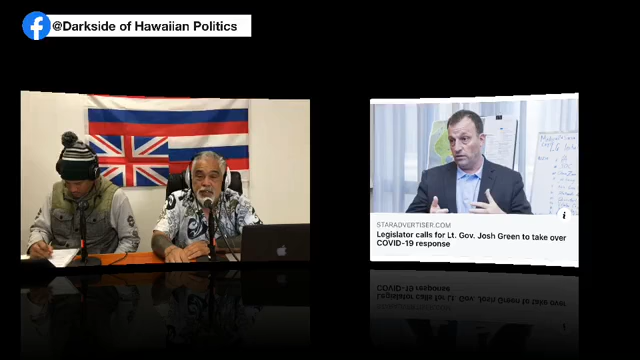 @Darkside of Hawaiian Politics
STARADVERTISER.COM
Legislator calls for Lt. Gov. Josh Green to take over
COVID-19 response
i